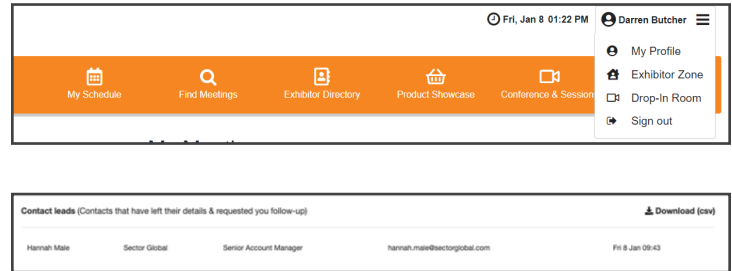 Fri, Jan 8 01:22 PM Darren Butcher
My Profile
Exhibitor Zone
Drop-In Room
Sign out
My Schedule Find Meetings Exhibitor Directory Product Showcase Conference & Session
Contact leads (Contacts that have left their details & requested you follow-up) Download (csv)
Hannah Male Sector Global Senior Account Manager hannah.male@sectorglobal.com Fri 8 Jan 09:43